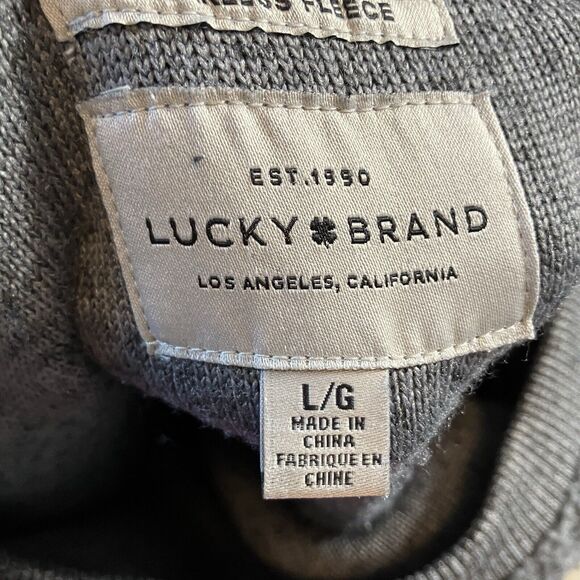 FLEECE
EST.1990
LUCKY BRAND
LOS ANGELES, CALIFORNIA
L/G
MADE IN
CHINA
FABRIQUE EN
CHINE